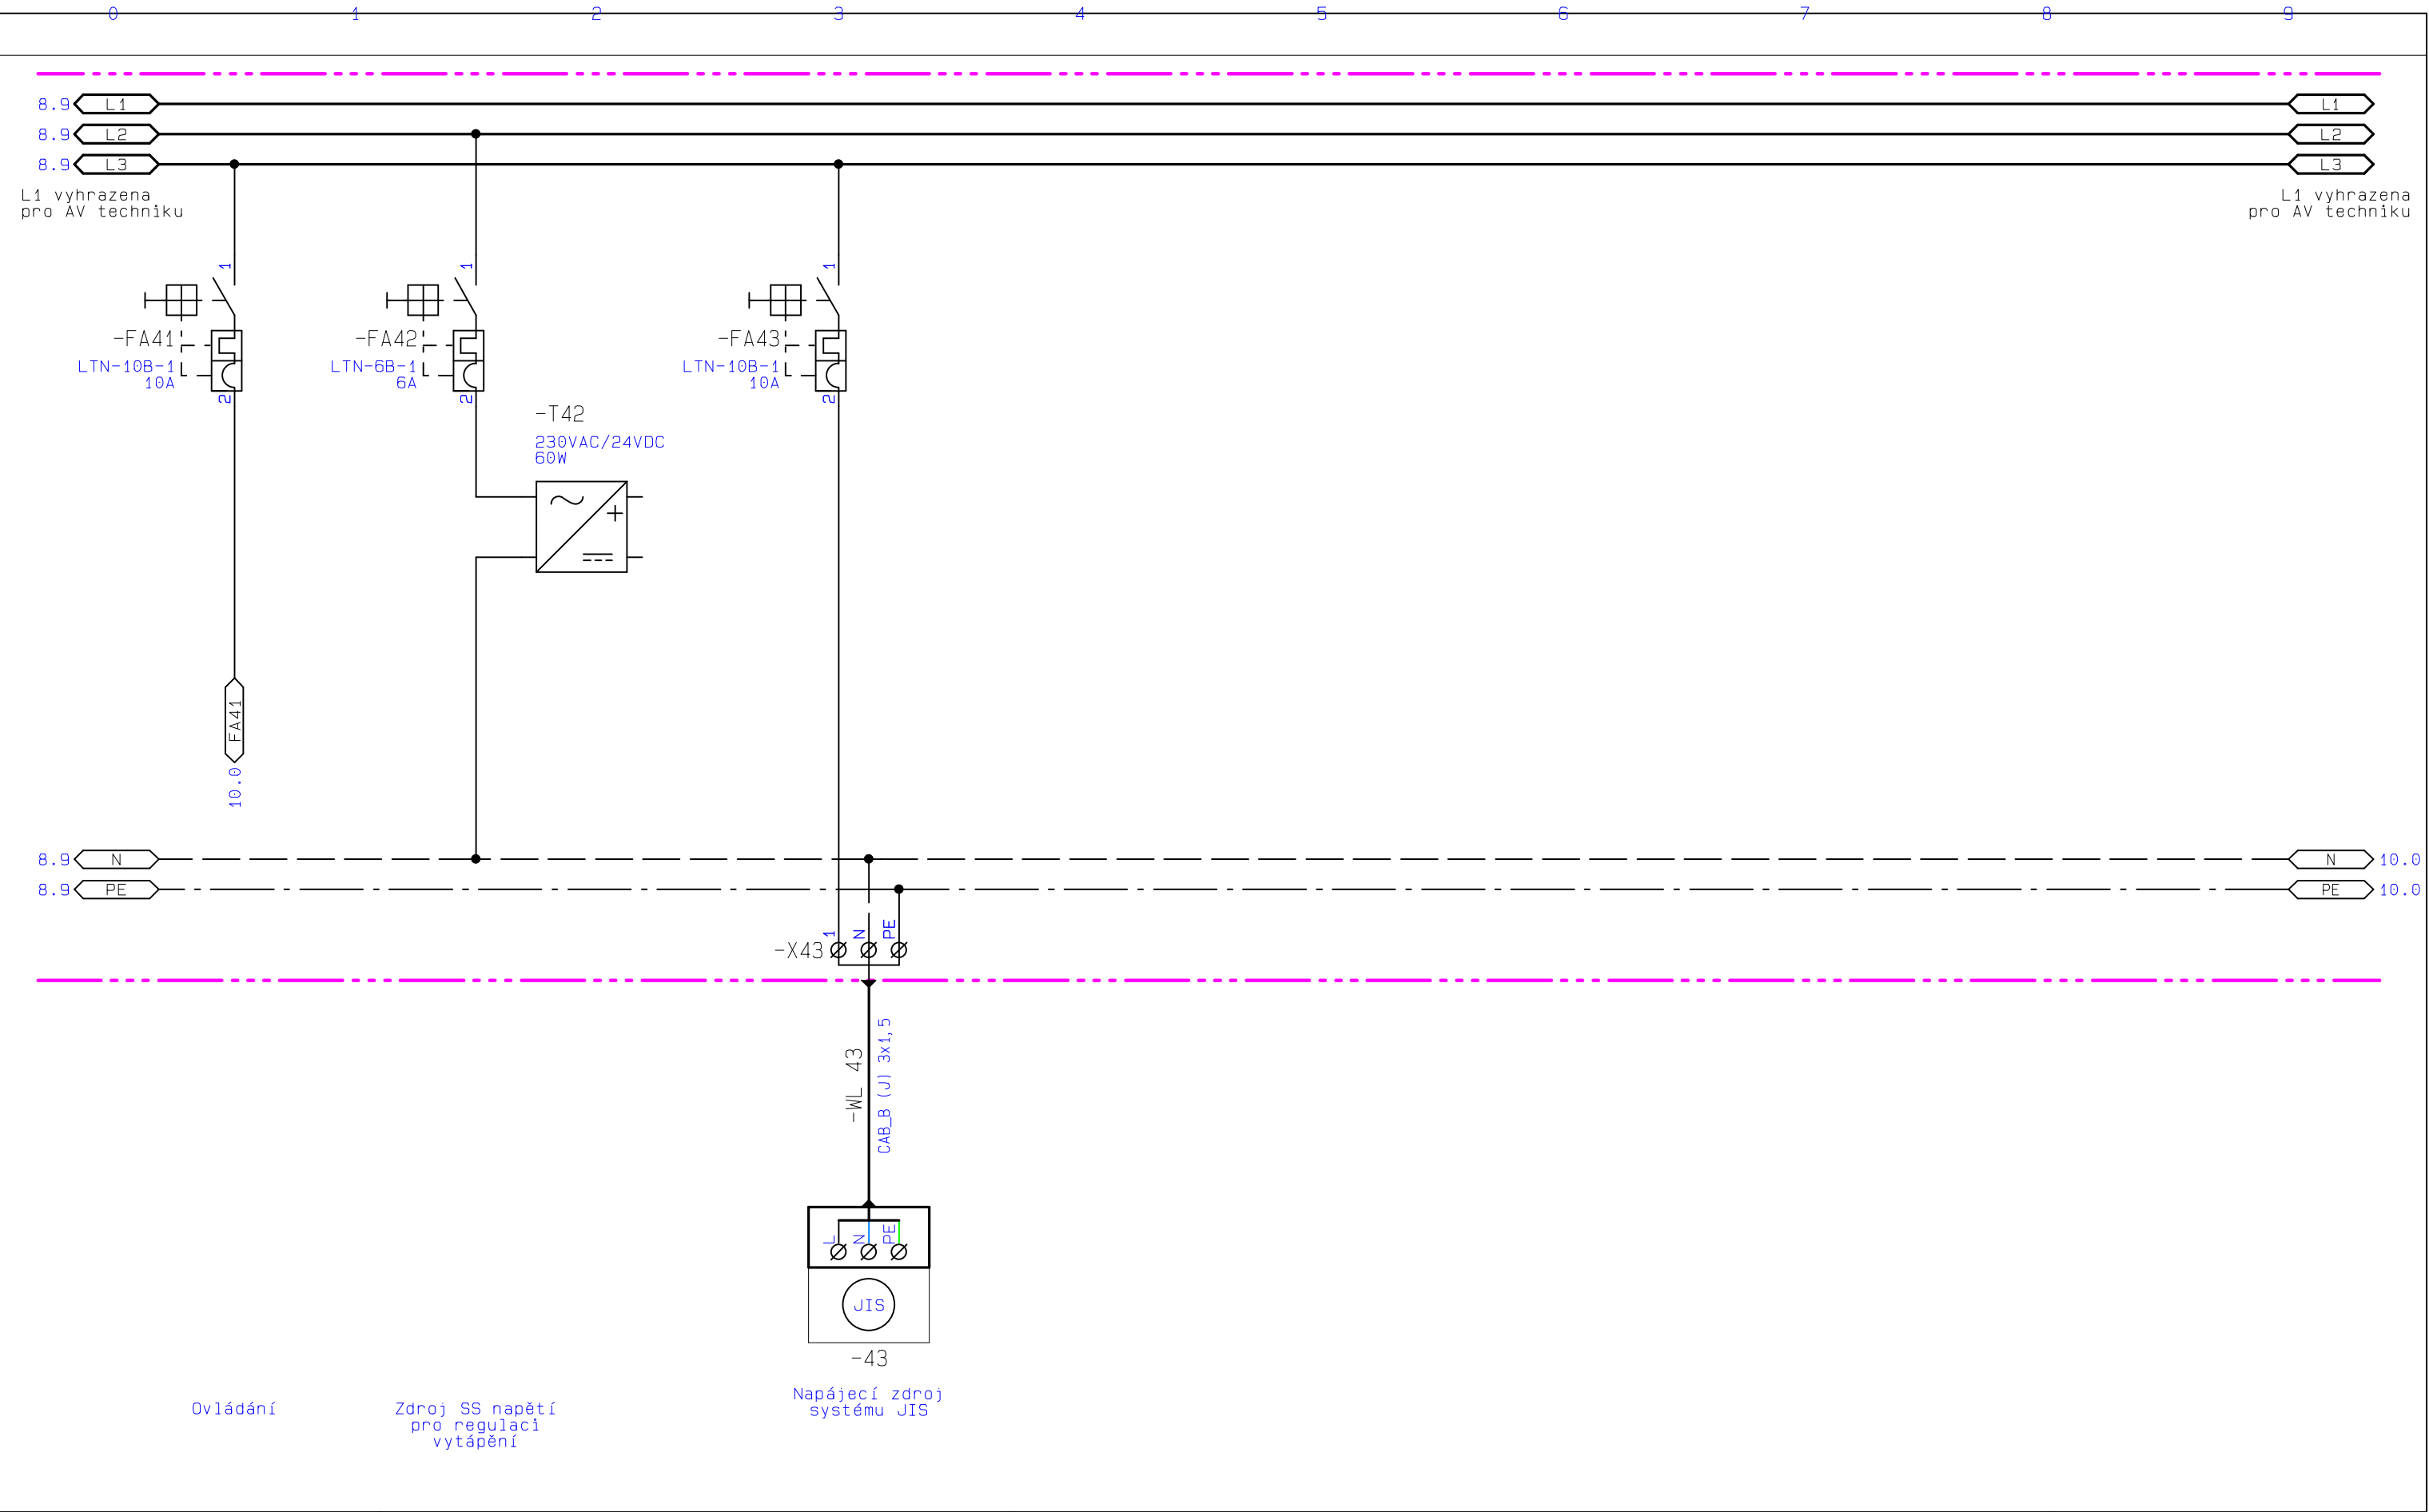 0 1 2 3 4 5 6 7 8 9
8.9 L1 L1
8.9 L2 L2
8.9 L3 L3
L1 vyhrazena
pro AV techniku
L1 vyhrazena
pro AV techniku
1
-FA41
LTN-10B-1
10A
2
1
-FA42
LTN-6B-1
6A
2
1
-FA43
LTN-10B-1
10A
2
-T42
230VAC/24VDC
60W
FA41
10.0
8.9 N N 10.0
8.9 PE PE 10.0
-X43 1 N PE
-WL 43
CAB_B (J) 3x1,5
L N PE
JIS
-43
Napájecí zdroj
systému JIS
Ovládání
Zdroj SS napětí
pro regulaci
vytápění